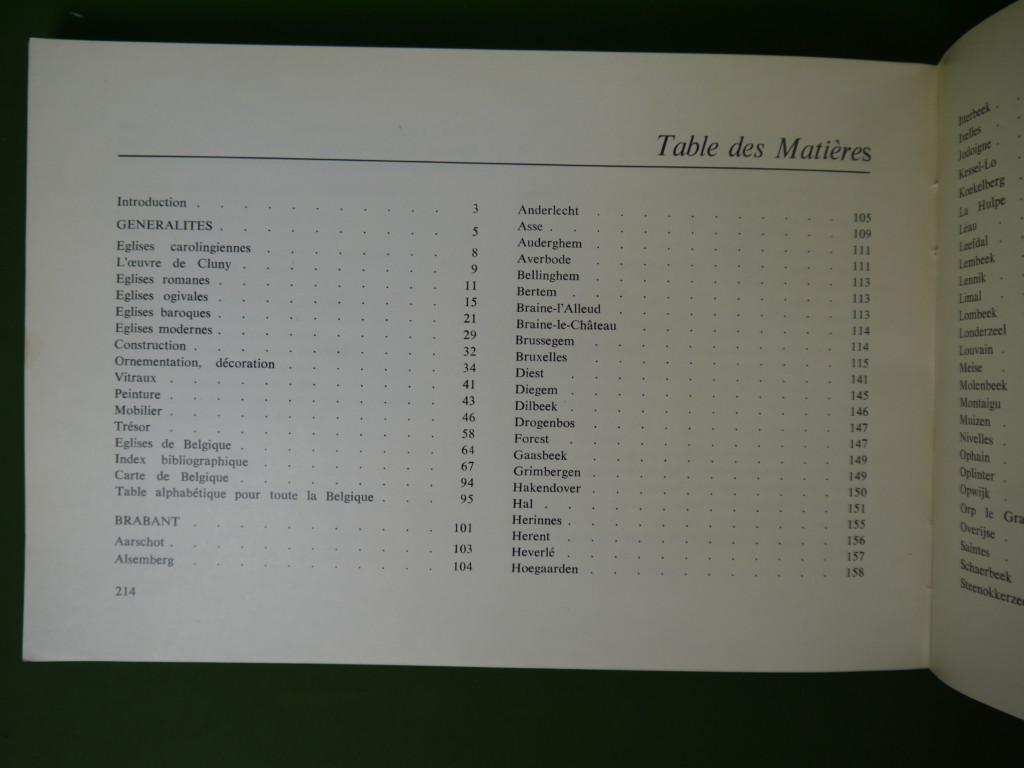 Table des Matières
Introduction . . . . . . . . . . 3
GENERALITES . . . . . . . . . . 5
Eglises carolingiennes . . . . . . . . 8
L'œuvre de Cluny . . . . . . . . . 9
Eglises romanes . . . . . . . . . . 11
Eglises ogivales . . . . . . . . . . 15
Eglises baroques . . . . . . . . . . 21
Eglises modernes . . . . . . . . . . 29
Construction . . . . . . . . . . . 32
Ornementation, décoration . . . . . . . 34
Vitraux . . . . . . . . . . . . 41
Peinture . . . . . . . . . . . . 43
Mobilier . . . . . . . . . . . . 46
Trésor . . . . . . . . . . . . 58
Eglises de Belgique . . . . . . . . . 64
Index bibliographique . . . . . . . . 67
Carte de Belgique . . . . . . . . . 94
Table alphabétique pour toute la Belgique . . . 95
BRABANT . . . . . . . . . . . 101
Aarschot . . . . . . . . . . . . 103
Alsemberg . . . . . . . . . . . 104
214
Anderlecht . . . . . . . . . . . 105
Asse . . . . . . . . . . . . . 109
Auderghem . . . . . . . . . . . 111
Averbode . . . . . . . . . . . 111
Bellinghem . . . . . . . . . . . 113
Bertem . . . . . . . . . . . . 113
Braine-l'Alleud . . . . . . . . . . 113
Braine-le-Château . . . . . . . . . 114
Brussegem . . . . . . . . . . . 114
Bruxelles . . . . . . . . . . . 115
Diest . . . . . . . . . . . . 141
Diegem . . . . . . . . . . . . 145
Dilbeek . . . . . . . . . . . . 146
Drogenbos . . . . . . . . . . . 147
Forest . . . . . . . . . . . . 147
Gaasbeek . . . . . . . . . . . 149
Grimbergen . . . . . . . . . . . 149
Hakendover . . . . . . . . . . . 150
Hal . . . . . . . . . . . . . 151
Herinnes . . . . . . . . . . . . 155
Herent . . . . . . . . . . . . 156
Heverlé . . . . . . . . . . . . 157
Hoegaarden . . . . . . . . . . . 158
Itterbeek . .
Ixelles . .
Jodoigne . .
Kessel-Lo .
Koekelberg .
La Hulpe .
Léau . .
Leefdal . .
Lembeek .
Lennik . .
Limal . .
Lombeek .
Londerzeel
Louvain .
Meise . .
Molenbeek
Montaigu
Muizen .
Nivelles .
Ophain .
Oplinter .
Opwijk .
Orp le
Overijse .
Saintes .
Schaerbeek